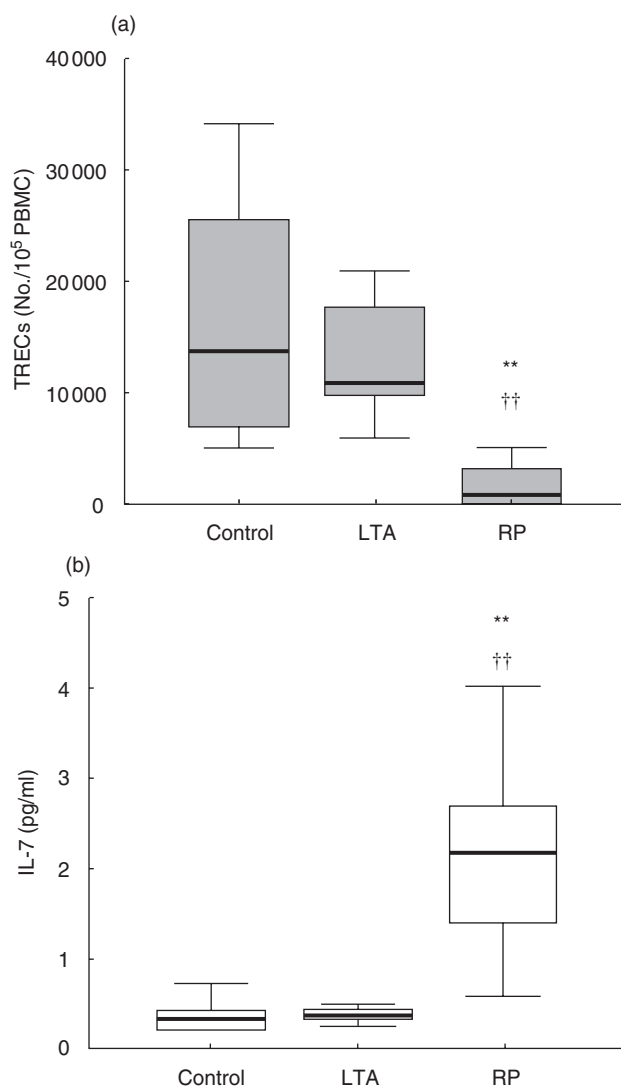 (a)
40 000
30 000
20 000
10 000
0
TRECs (No./10⁵ PBMC)
**
††
Control LTA RP
(b)
5
4
3
2
1
0
IL-7 (pg/ml)
**
††
Control LTA RP